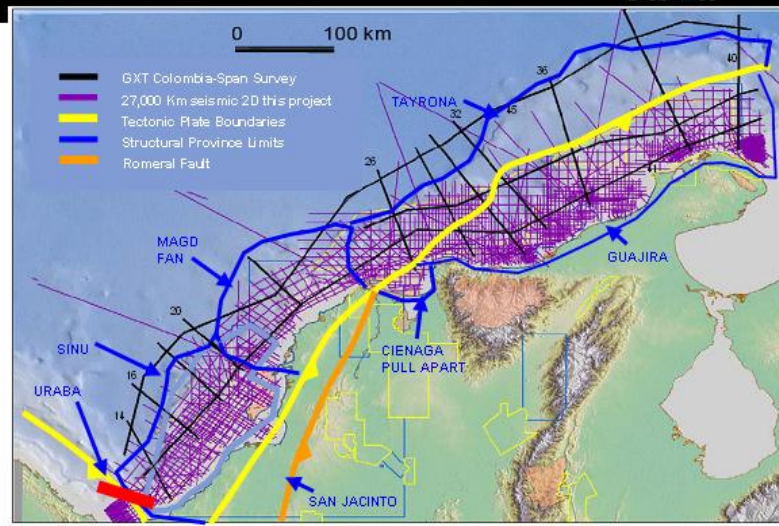 0 100 km
GXT Colombia-Span Survey
27,000 Km seismic 2D this project
Tectonic Plate Boundaries
Structural Province Limits
Romeral Fault
TAYRONA
36
40
32
45
26
41
MAGD
FAN
GUAJIRA
20
SINU
CIENAGA
PULL APART
16
URABA
14
SAN JACINTO